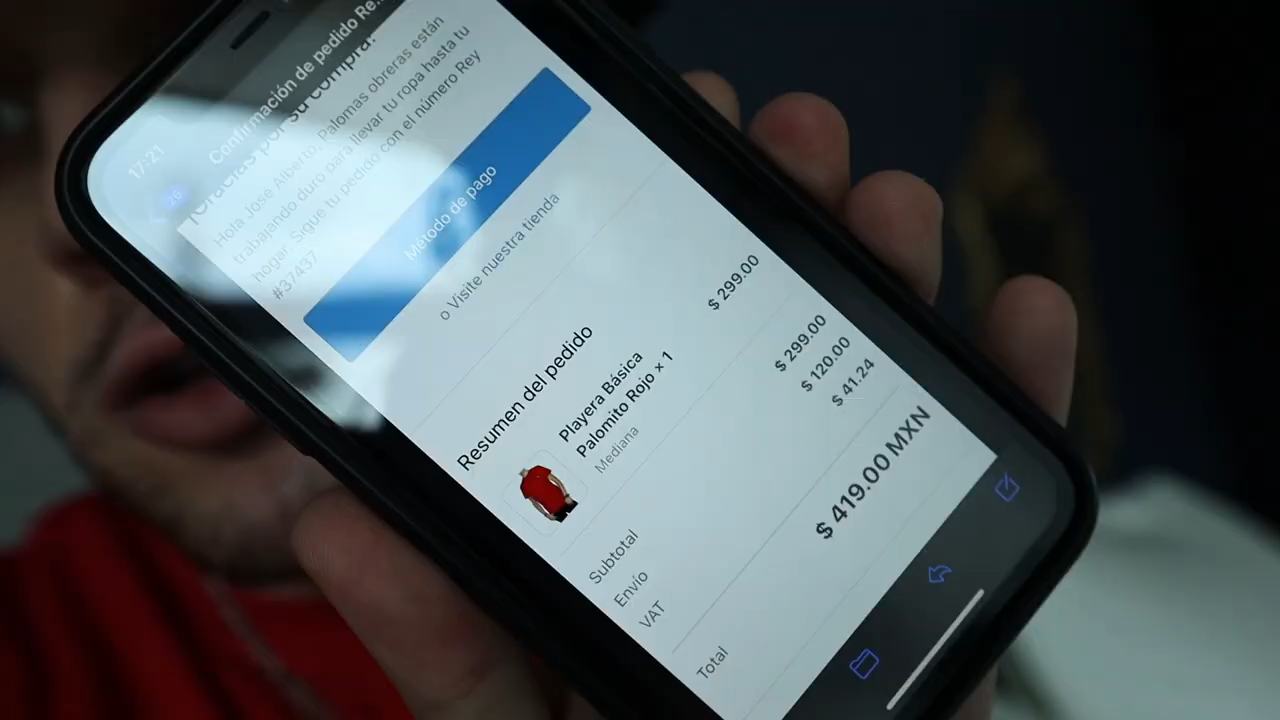 17:21
26
Confirmación de pedido Re...
por su compra!
Hola Jose Alberto, Palomas obreras están
trabajando duro para llevar tu ropa hasta tu
hogar. Sigue tu pedido con el número Rey
#37437
Método de pago
o Visite nuestra tienda
Resumen del pedido
Playera Básica
Palomito Rojo × 1
Mediana
$ 299.00
Subtotal $ 299.00
Envío $ 120.00
VAT $ 41.24
Total $ 419.00 MXN